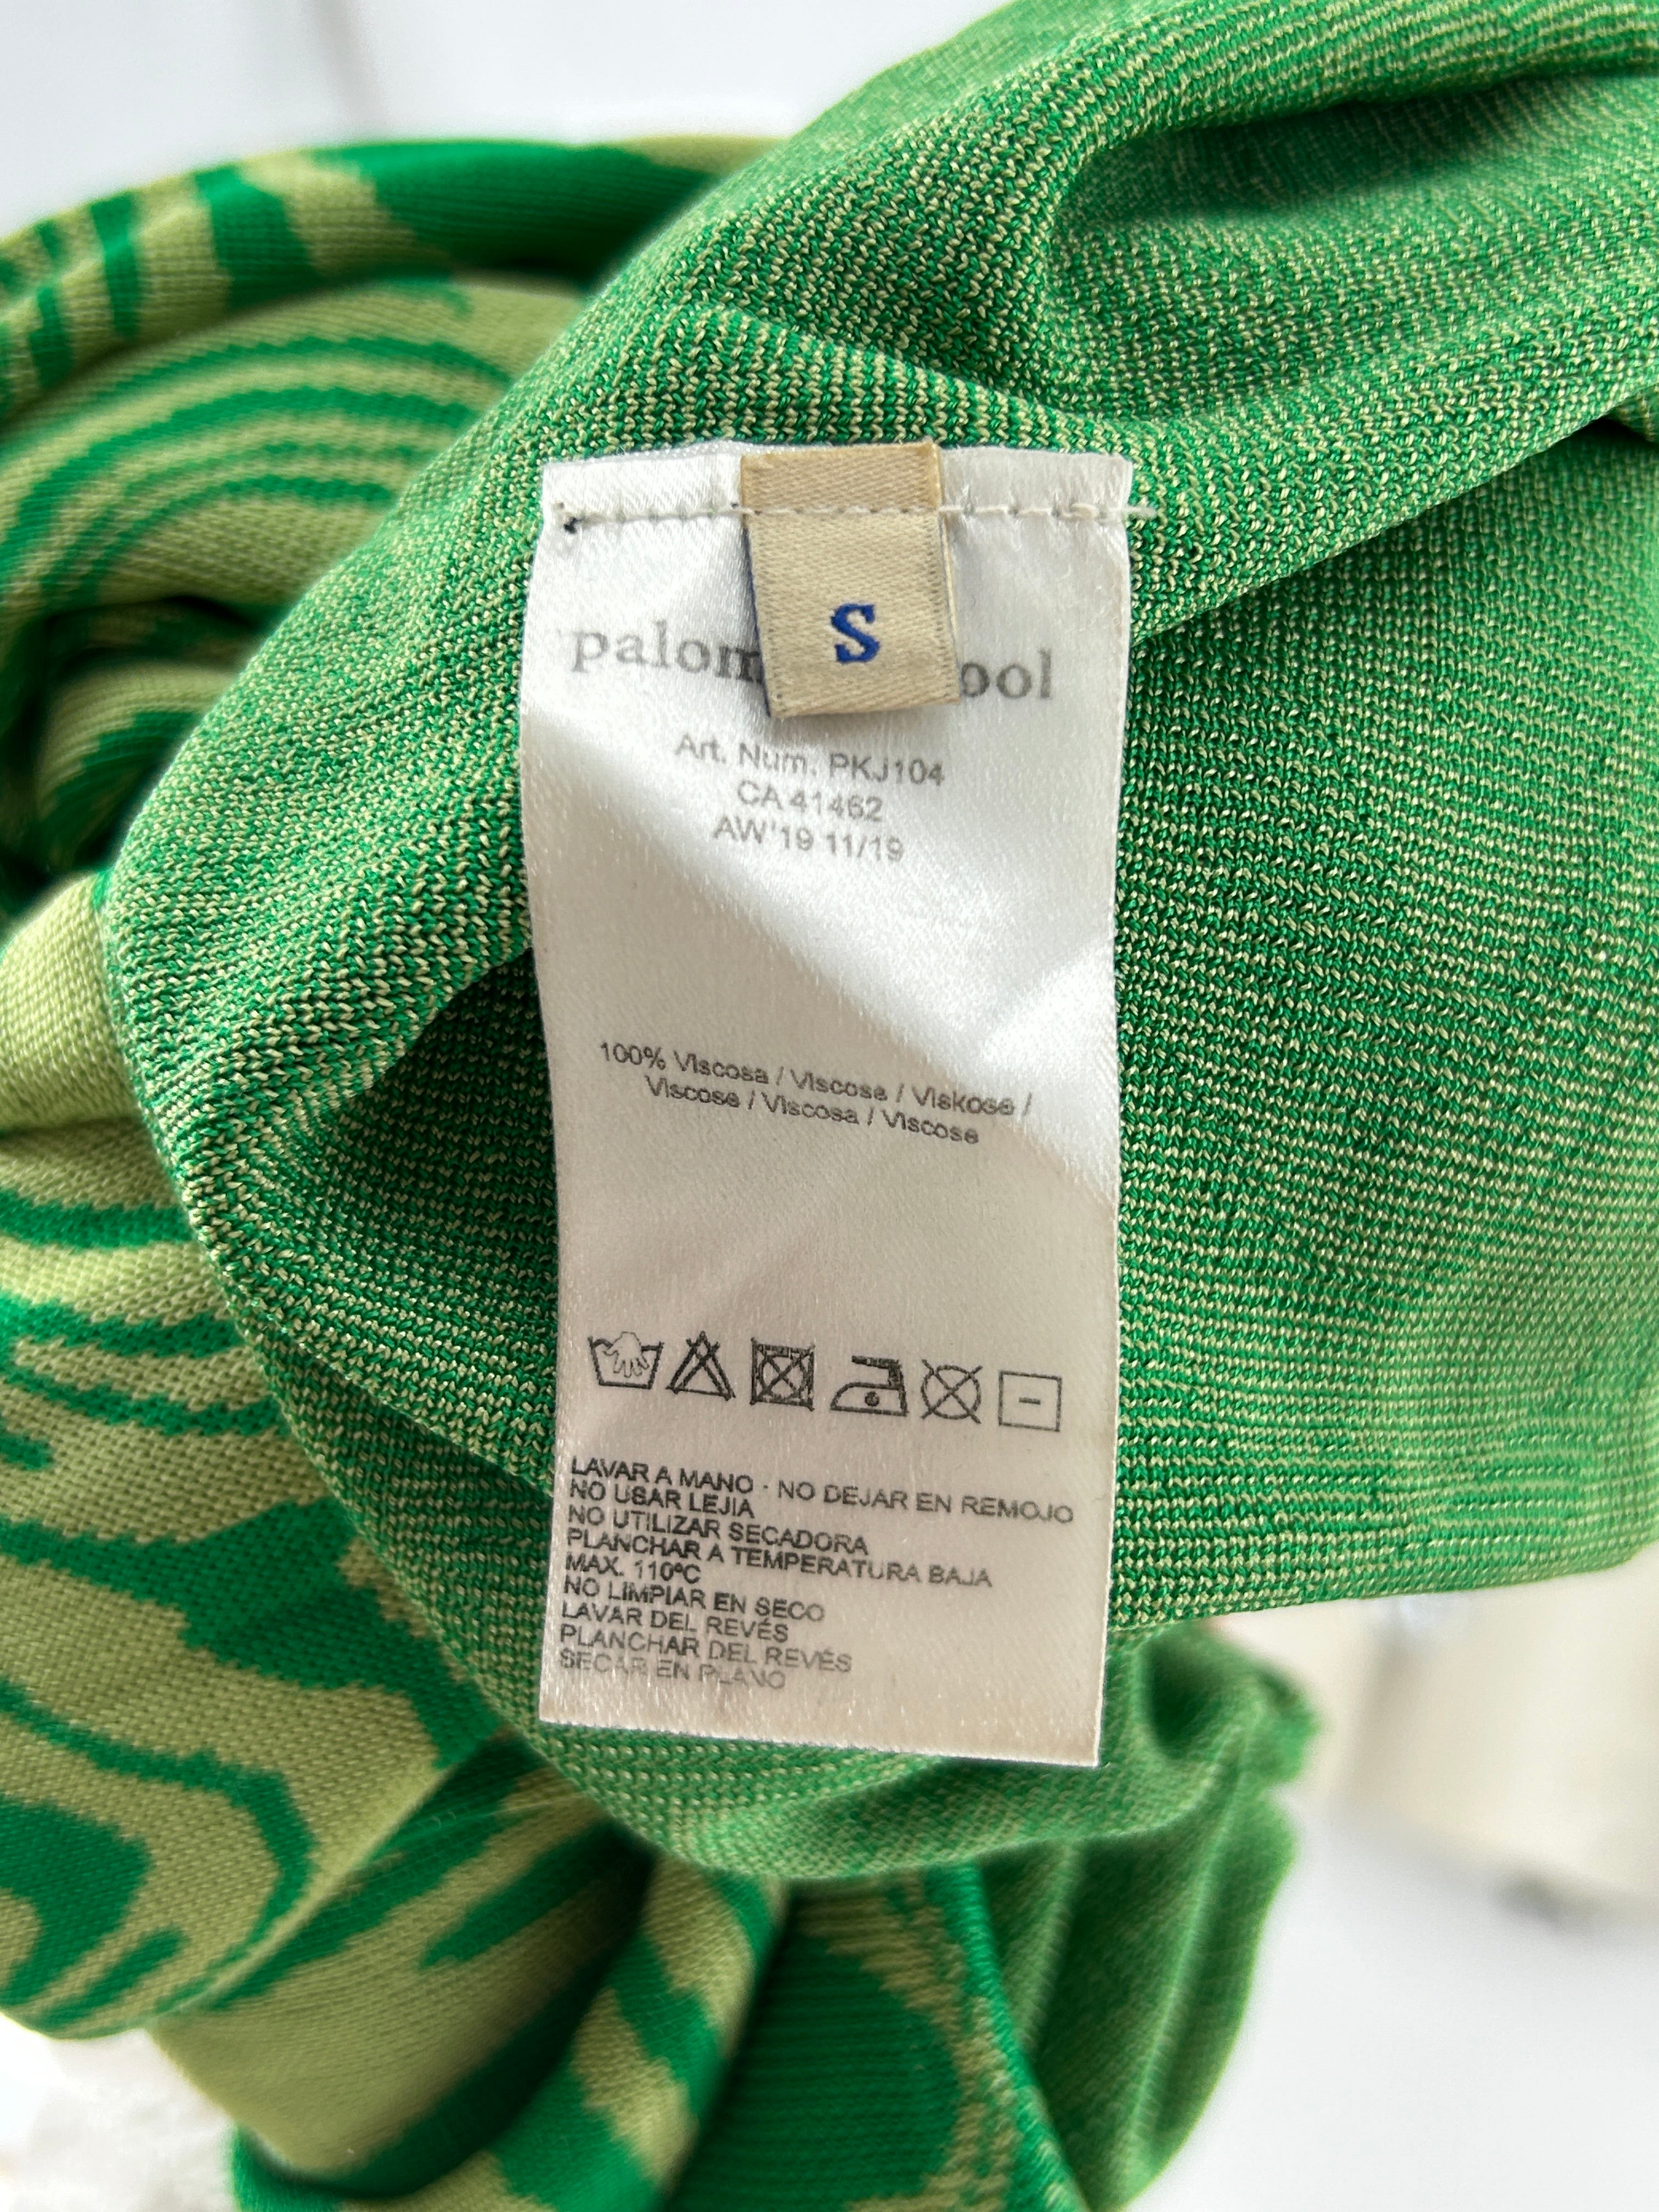 S
palom ool
Art. Num. PKJ104
CA 41462
AW'19 11/19
100% Viscosa / Viscose / Viskose /
Viscose / Viscosa / Viscose
LAVAR A MANO - NO DEJAR EN REMOJO
NO USAR LEJIA
NO UTILIZAR SECADORA
PLANCHAR A TEMPERATURA BAJA
MAX. 110ºC
NO LIMPIAR EN SECO
LAVAR DEL REVÉS
PLANCHAR DEL REVÉS
SECAR EN PLANO